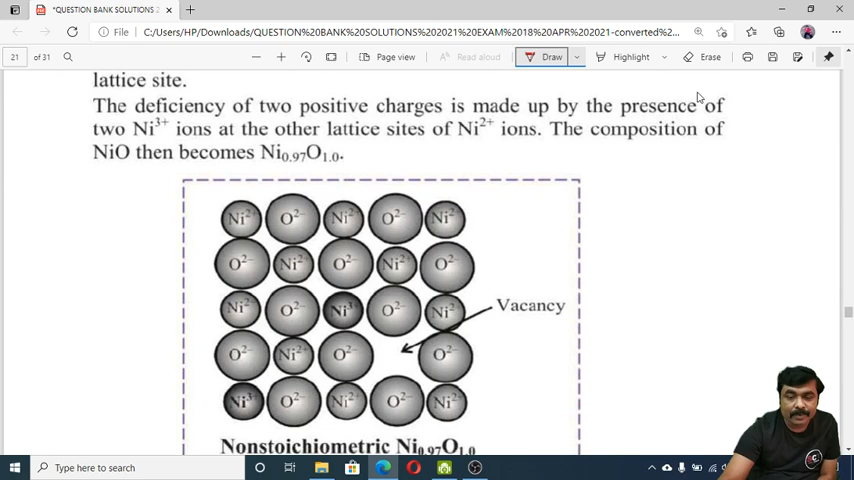 *QUESTION BANK SOLUTIONS 2
C:/Users/HP/Downloads/QUESTION%20BANK%20SOLUTIONS%202021%20EXAM%202018%20APR%202021-converted%2...
21 of 31
Page view
Read aloud
Draw
Highlight
Erase
lattice site.
The deficiency of two positive charges is made up by the presence of
two Ni³⁺ ions at the other lattice sites of Ni²⁺ ions. The composition of
NiO then becomes Ni₀.₉₇O₁.₀.
Ni²⁺ O²⁻ Ni²⁺ O²⁻ Ni²⁺
O²⁻ Ni²⁺ O²⁻ Ni²⁺ O²⁻
Ni²⁺ O²⁻ Ni³⁺ O²⁻ Ni²⁺
Vacancy
O²⁻ Ni²⁺ O²⁻ O²⁻
Ni³⁺ O²⁻ Ni²⁺ O²⁻ Ni²⁺
Nonstoichiometric Ni₀.₉₇O₁.₀
Type here to search